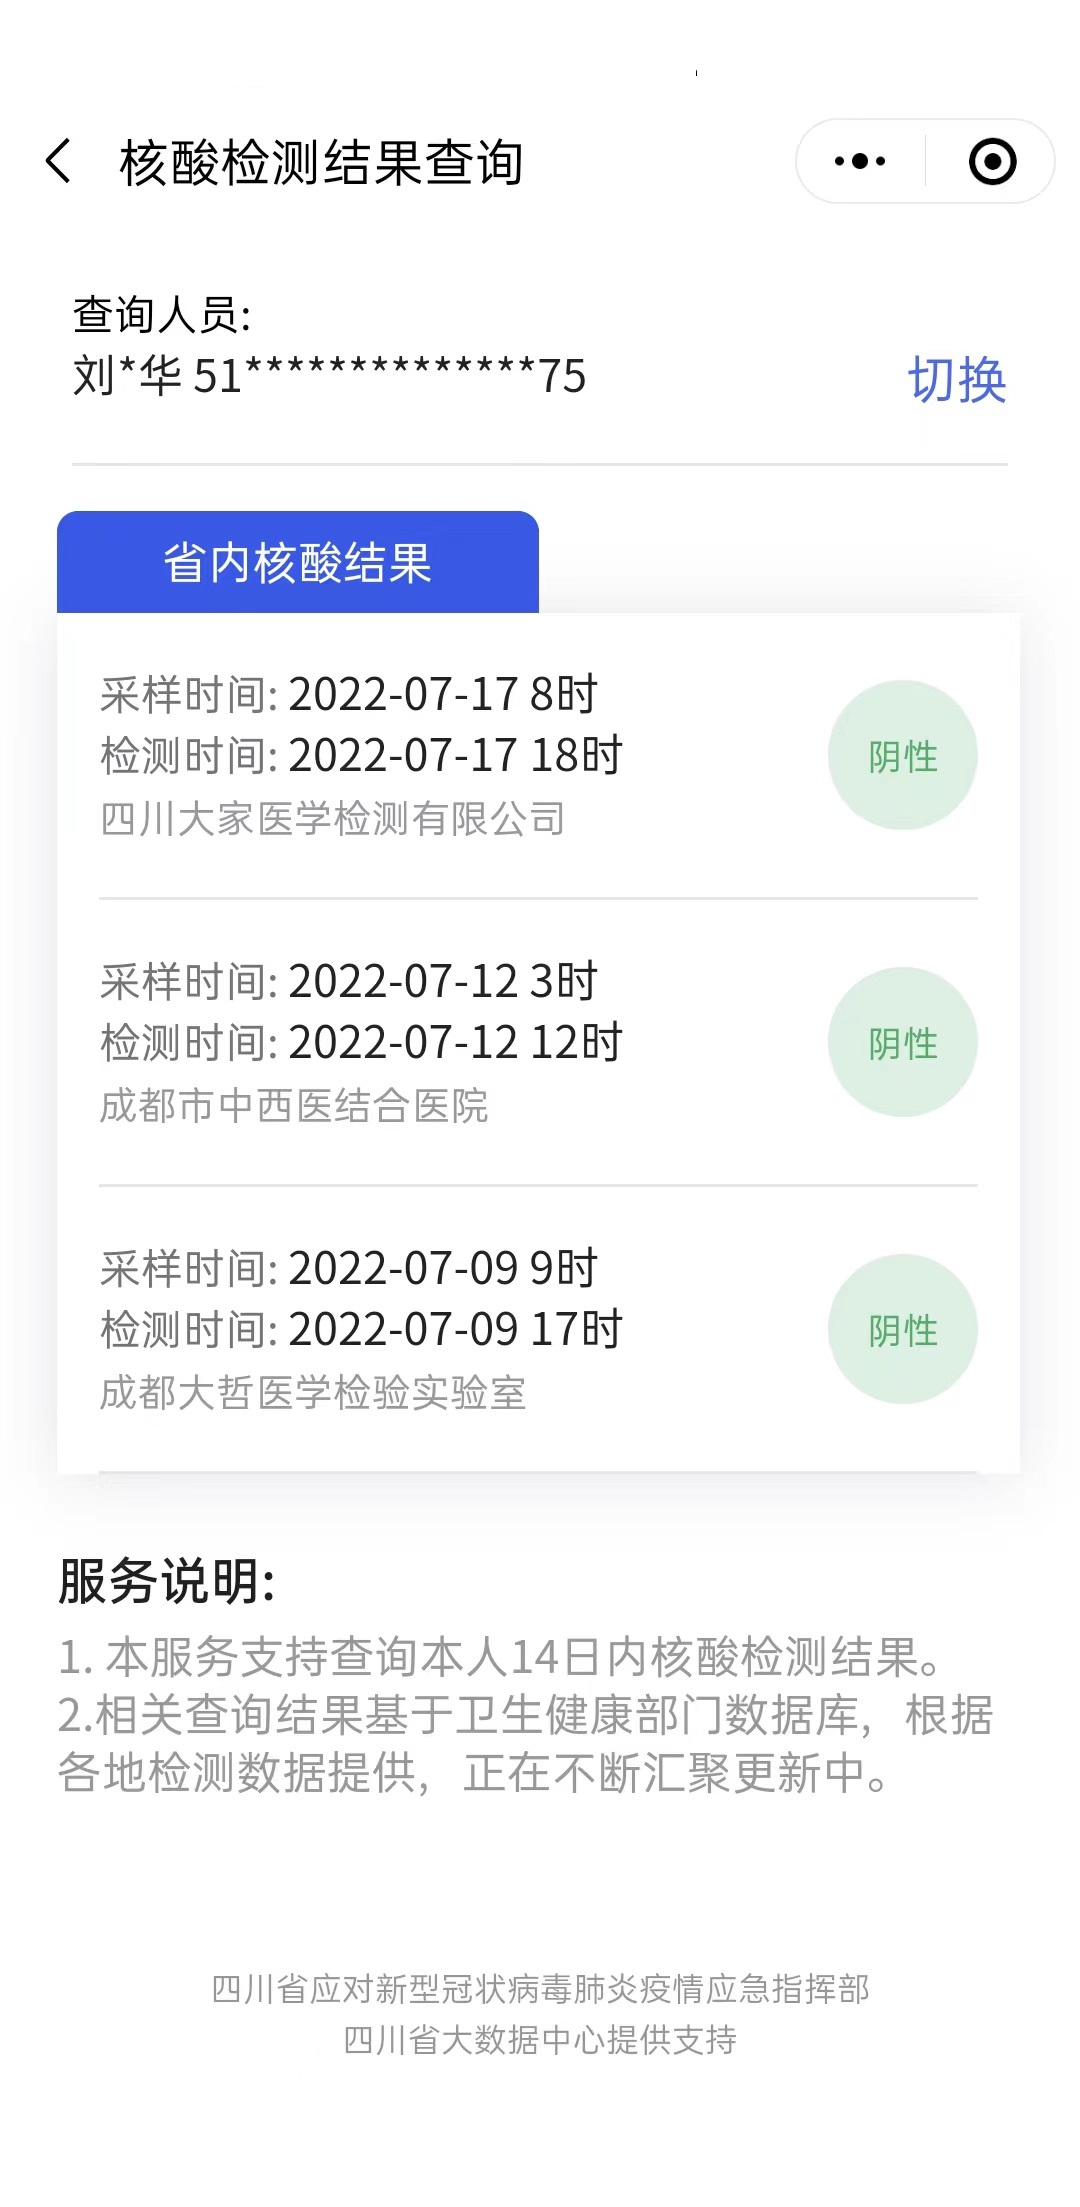 核酸检测结果查询
查询人员:
刘*华 51**************75
切换
省内核酸结果
采样时间: 2022-07-17 8时
检测时间: 2022-07-17 18时
四川大家医学检测有限公司
阴性
采样时间: 2022-07-12 3时
检测时间: 2022-07-12 12时
成都市中西医结合医院
阴性
采样时间: 2022-07-09 9时
检测时间: 2022-07-09 17时
成都大哲医学检验实验室
阴性
服务说明:
1. 本服务支持查询本人14日内核酸检测结果。
2.相关查询结果基于卫生健康部门数据库，根据
各地检测数据提供，正在不断汇聚更新中。
四川省应对新型冠状病毒肺炎疫情应急指挥部
四川省大数据中心提供支持